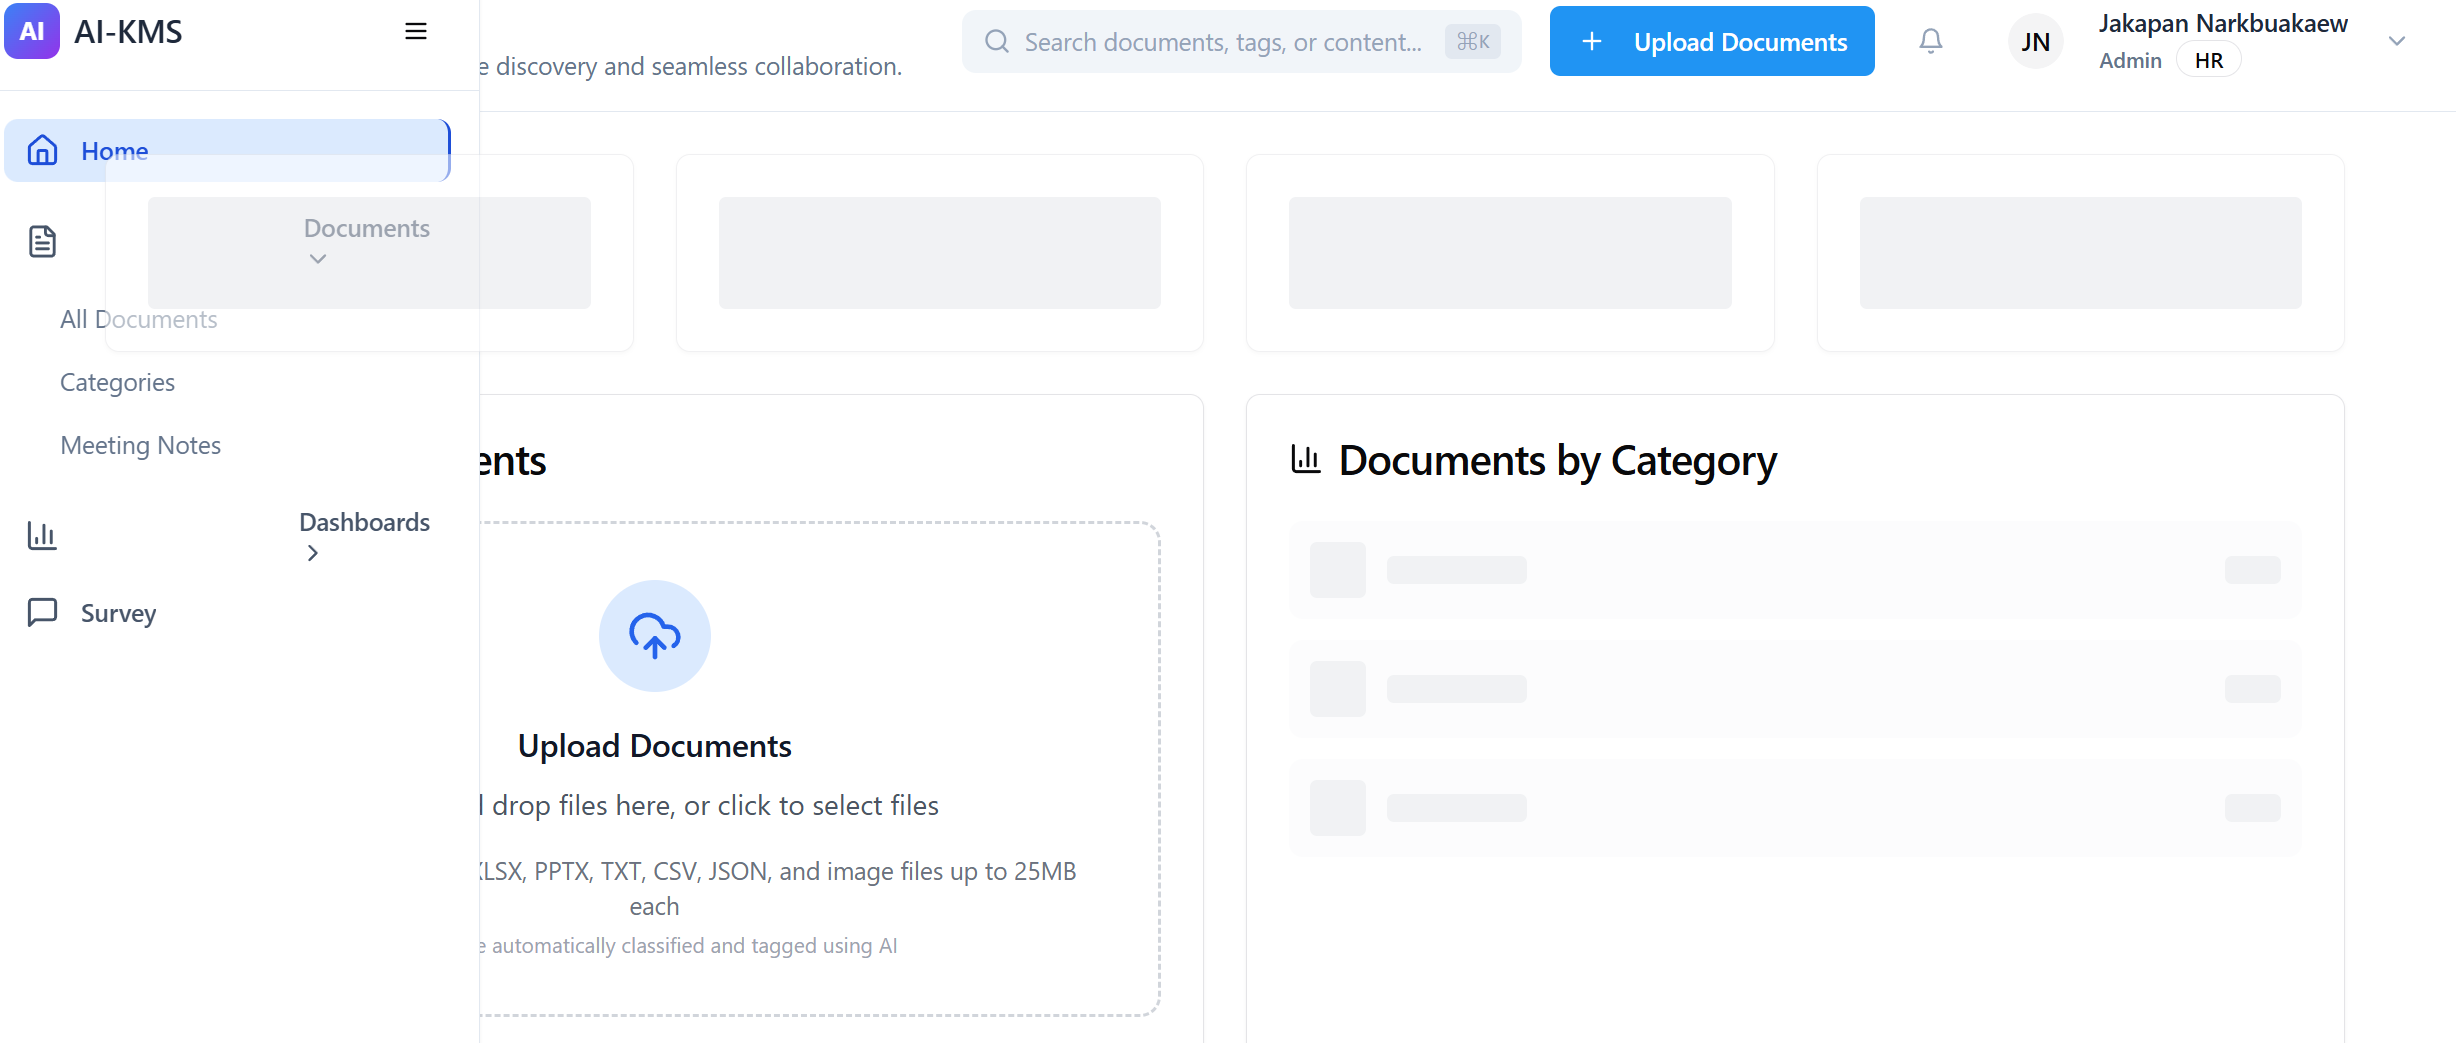 AI AI-KMS
e discovery and seamless collaboration.
Search documents, tags, or content... ⌘K
Upload Documents
JN
Jakapan Narkbuakaew
Admin HR
Home
Documents
All Documents
Categories
Meeting Notes
Dashboards
Survey
ents
Upload Documents
drop files here, or click to select files
XLSX, PPTX, TXT, CSV, JSON, and image files up to 25MB
each
e automatically classified and tagged using AI
Documents by Category